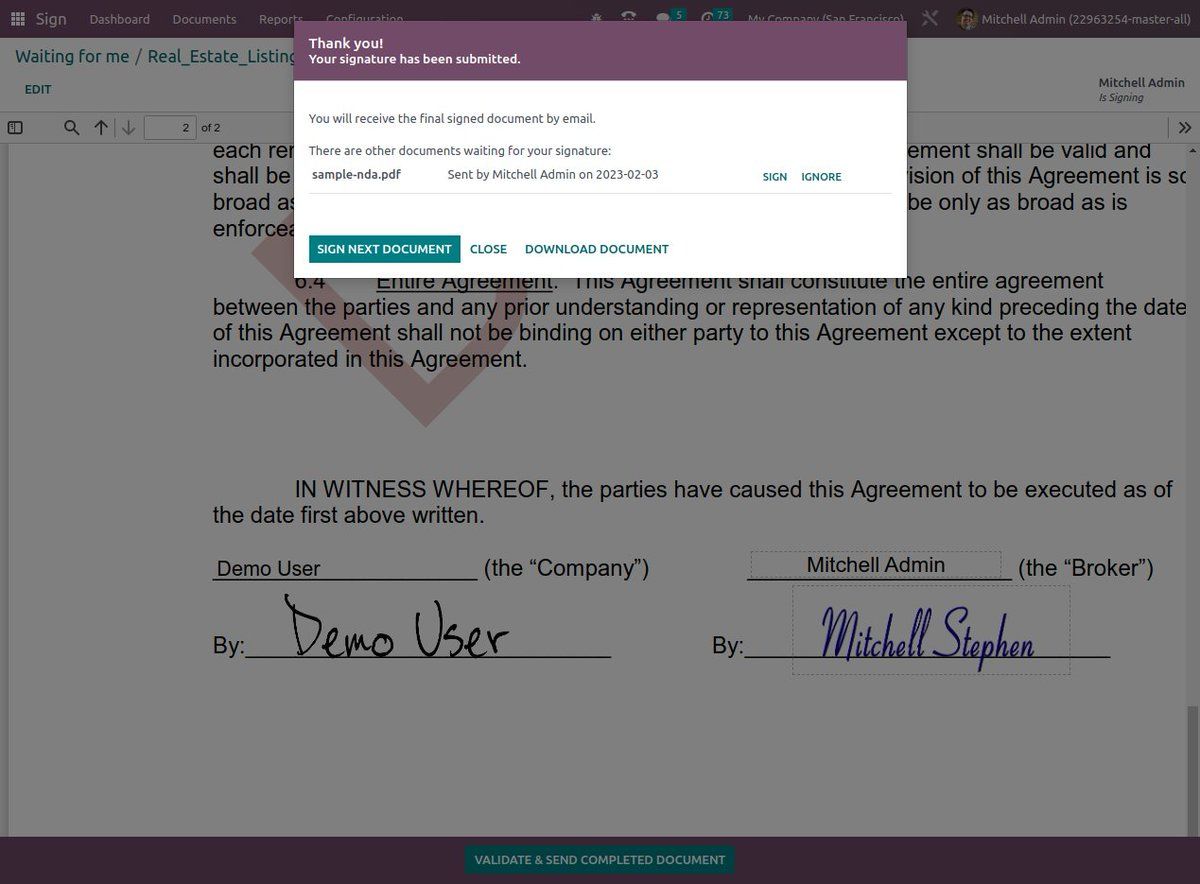 Sign Dashboard Documents Reports Configuration 5 73 My Company (San Francisco) Mitchell Admin (22963254-master-all)
Thank you!
Your signature has been submitted.
Waiting for me / Real_Estate_Listing
EDIT
Mitchell Admin
Is Signing
2 of 2
You will receive the final signed document by email.
There are other documents waiting for your signature:
sample-nda.pdf Sent by Mitchell Admin on 2023-02-03 SIGN IGNORE
SIGN NEXT DOCUMENT CLOSE DOWNLOAD DOCUMENT
each shall be valid and
shall be of this Agreement is
broad be only as broad as is
6.4 Entire Agreement. This Agreement shall constitute the entire agreement
between the parties and any prior understanding or representation of any kind preceding the date
of this Agreement shall not be binding on either party to this Agreement except to the extent
incorporated in this Agreement.
IN WITNESS WHEREOF, the parties have caused this Agreement to be executed as of
the date first above written.
Demo User (the “Company”) Mitchell Admin (the “Broker”)
By: Demo User By: Mitchell Stephen
VALIDATE & SEND COMPLETED DOCUMENT